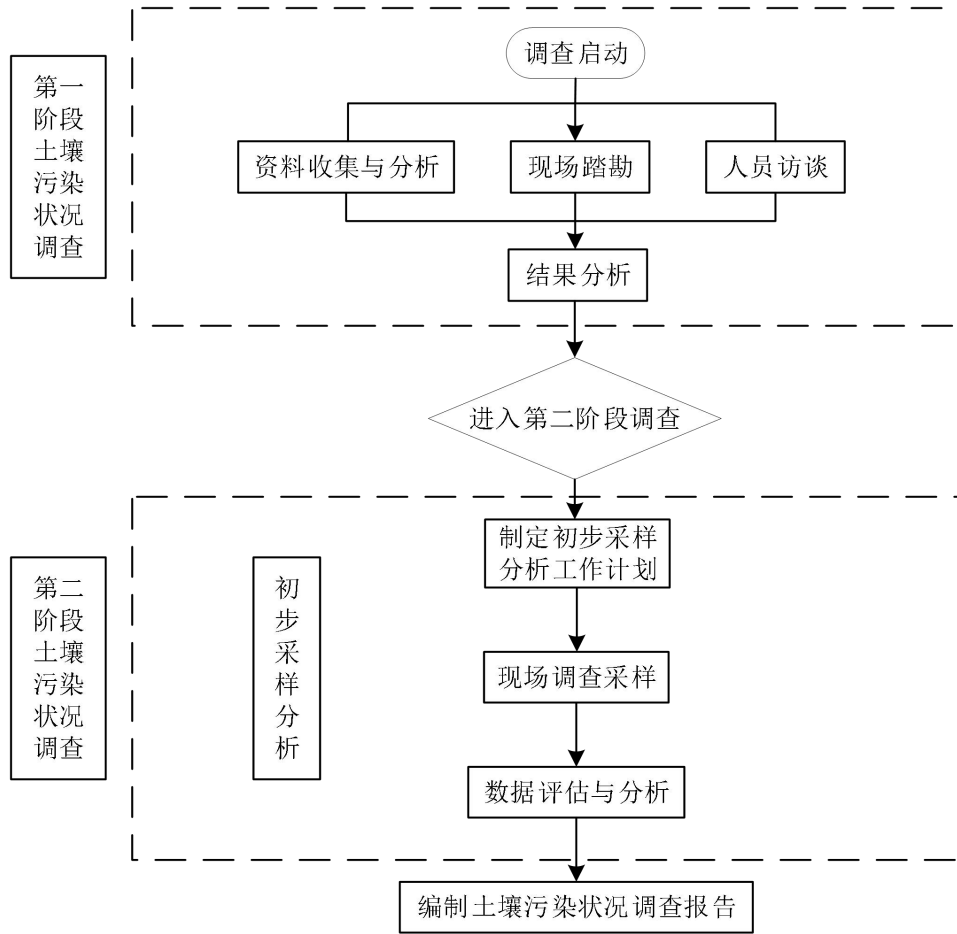 调查启动
第一
阶段
土壤
污染
状况
调查
资料收集与分析
现场踏勘
人员访谈
结果分析
进入第二阶段调查
第二
阶段
土壤
污染
状况
调查
初
步
采
样
分
析
制定初步采样
分析工作计划
现场调查采样
数据评估与分析
编制土壤污染状况调查报告